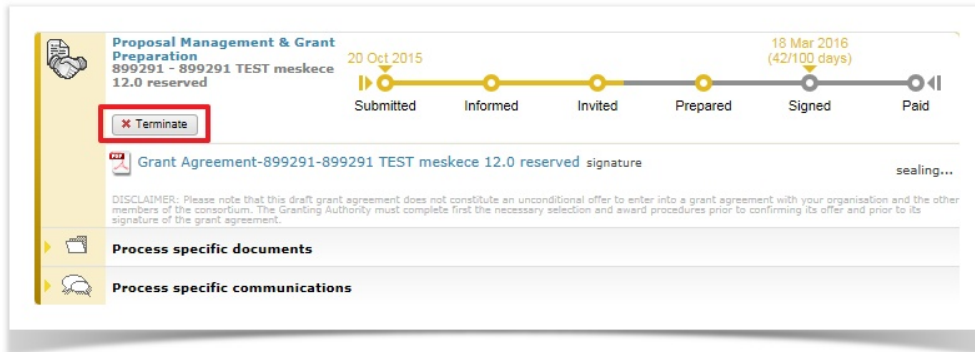 Proposal Management & Grant
Preparation
899291 - 899291 TEST meskece
12.0 reserved
20 Oct 2015
18 Mar 2016
(42/100 days)
Submitted Informed Invited Prepared Signed Paid
Terminate
PDF
Grant Agreement-899291-899291 TEST meskece 12.0 reserved signature
sealing...
DISCLAIMER: Please note that this draft grant agreement does not constitute an unconditional offer to enter into a grant agreement with your organisation and the other
members of the consortium. The Granting Authority must complete first the necessary selection and award procedures prior to confirming its offer and prior to its
signature of the grant agreement.
Process specific documents
Process specific communications